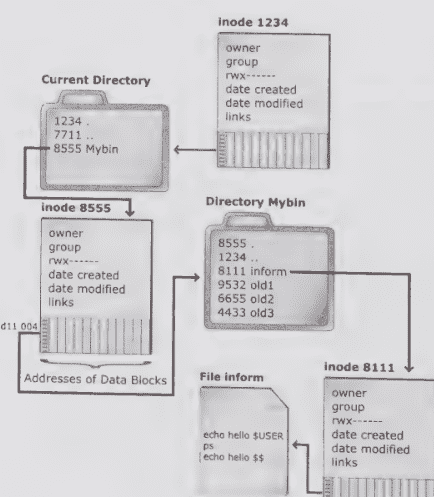 inode 1234
owner
group
rwx------
date created
date modified
links
Current Directory
1234 .
7711 ..
8555 Mybin
inode 8555
owner
group
rwx------
date created
date modified
links
d11 004
Addresses of Data Blocks
Directory Mybin
8555 .
1234 ..
8111 inform
9532 old1
6655 old2
4433 old3
File inform
echo hello $USER
ps
echo hello $$
inode 8111
owner
group
rwx------
date created
date modified
links